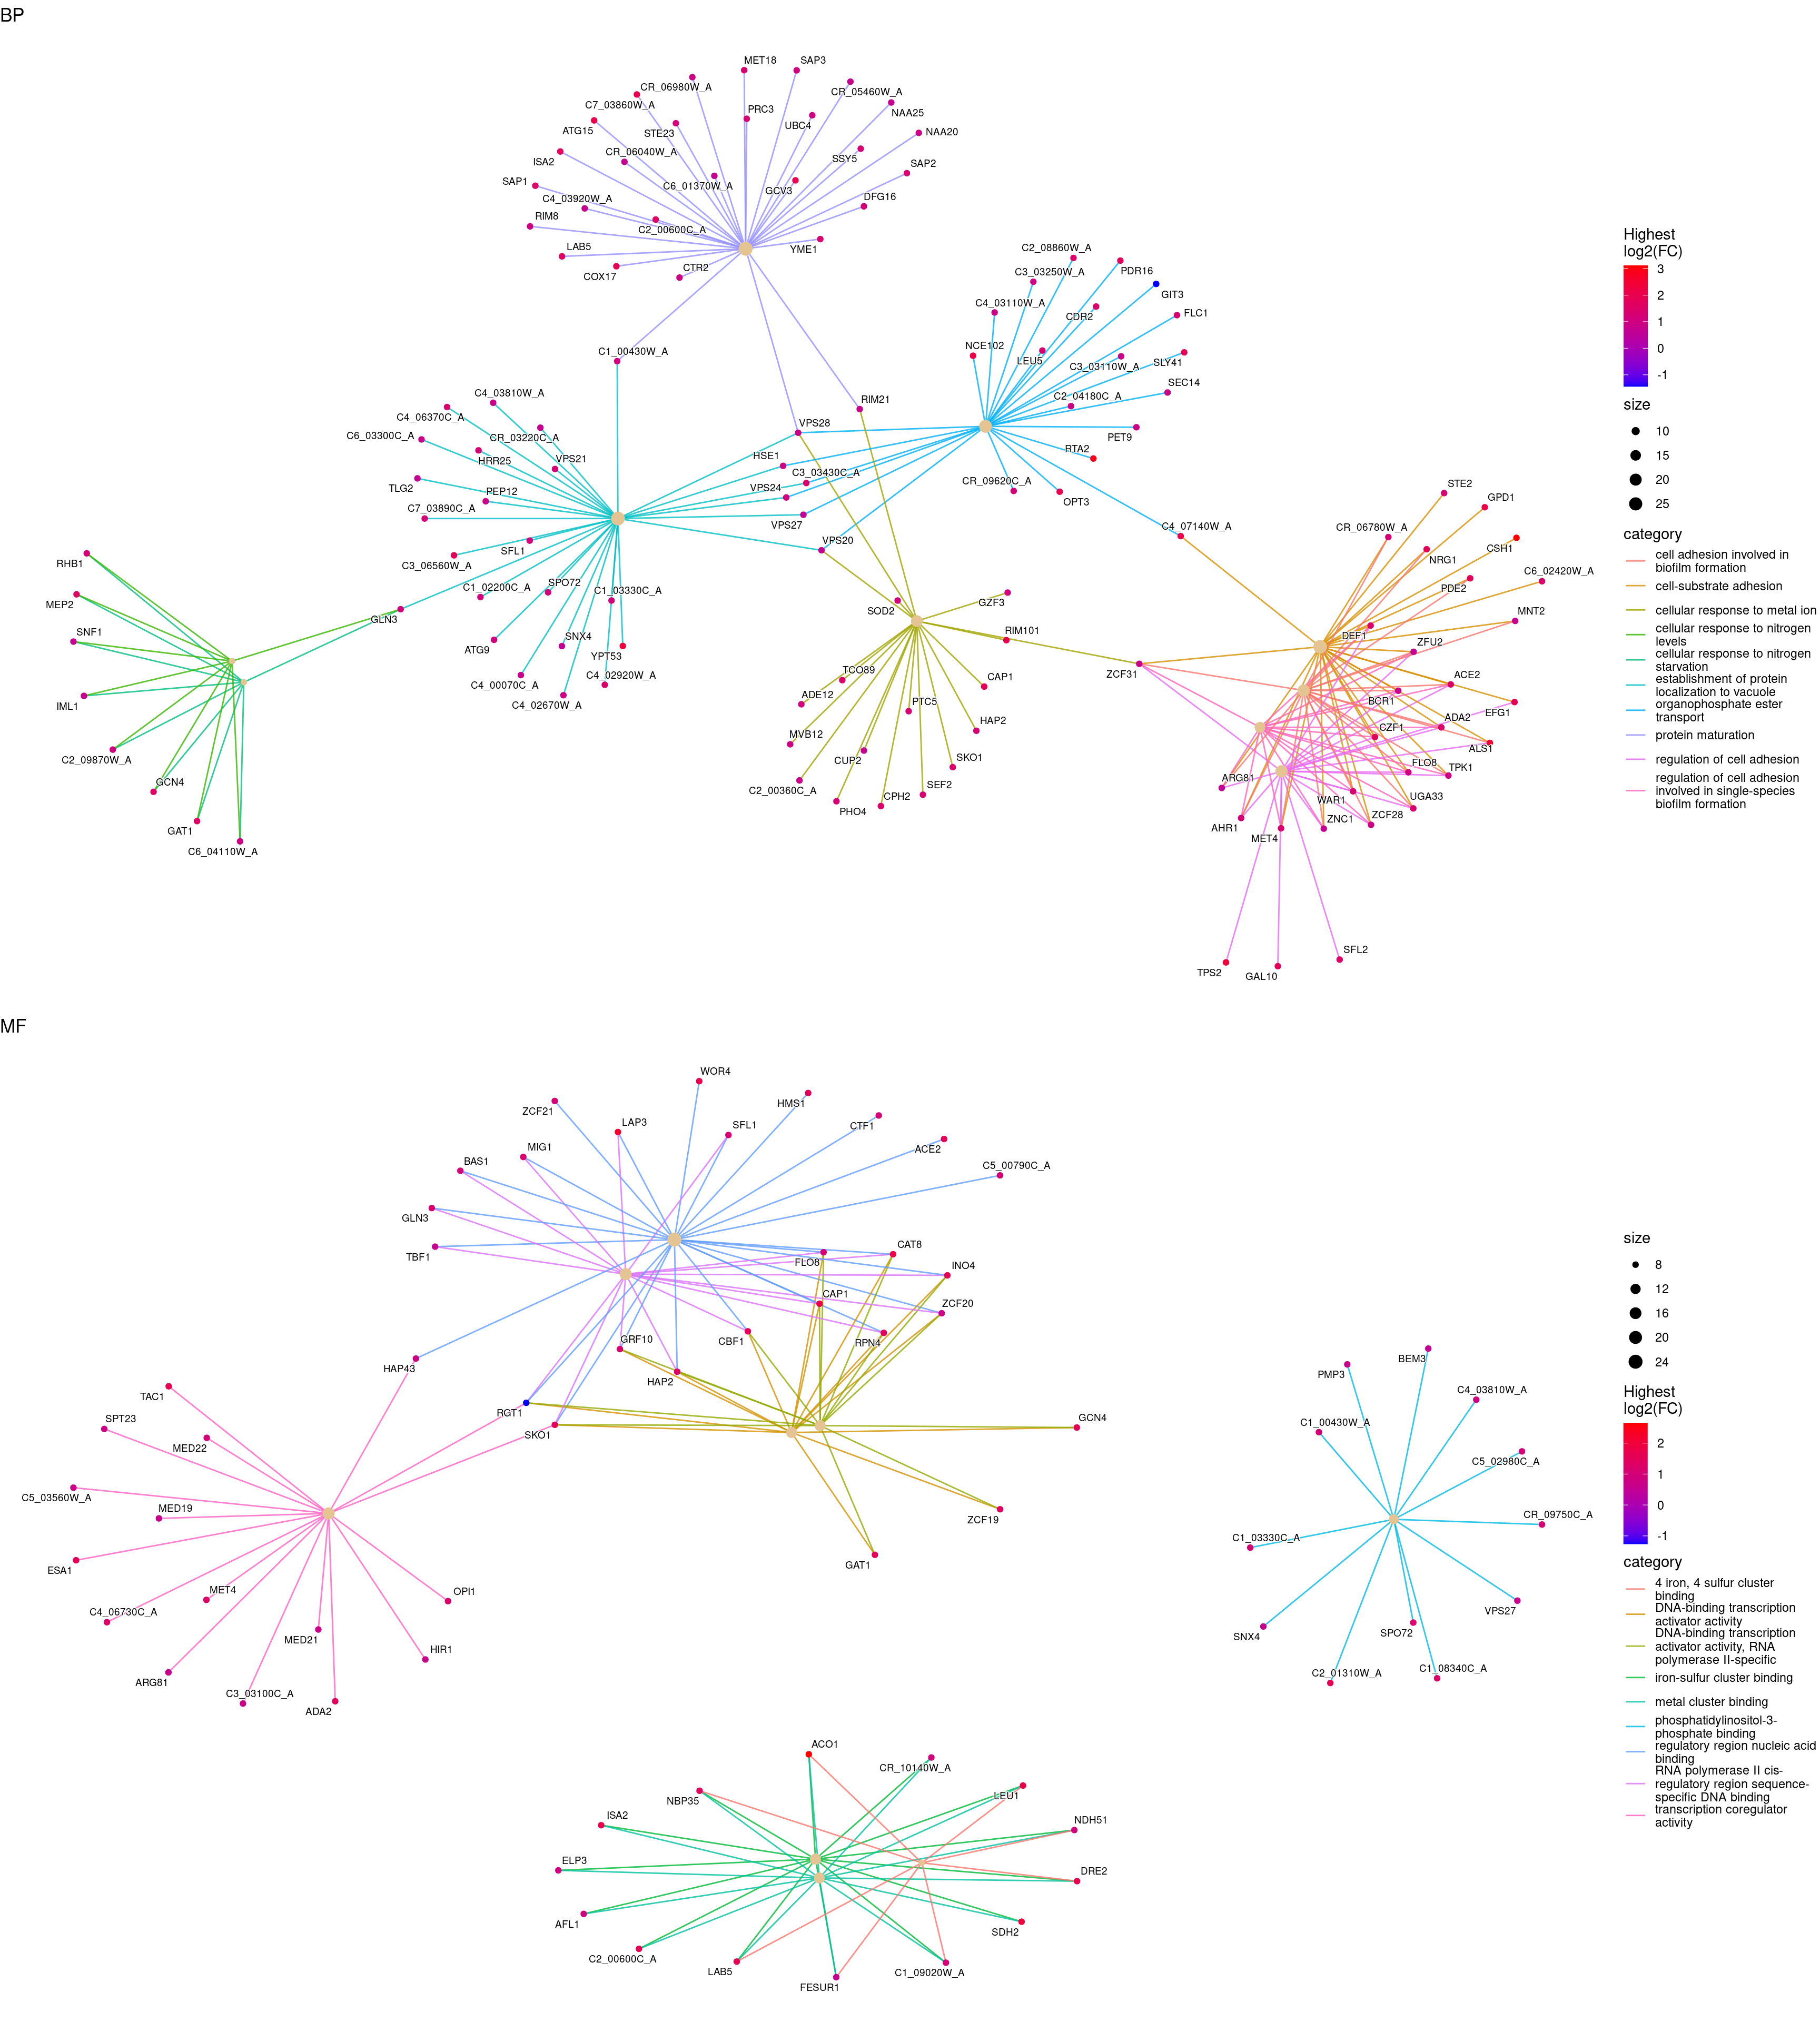 BP
MET18
SAP3
CR_06980W_A
CR_05460W_A
C7_03860W_A
PRC3
NAA25
ATG15
STE23
UBC4
NAA20
CR_06040W_A
ISA2
SSY5
SAP2
SAP1
C6_01370W_A
GCV3
C4_03920W_A
DFG16
RIM8
C2_00600C_A
LAB5
YME1
COX17
CTR2
C2_08860W_A
C3_03250W_A
PDR16
GIT3
C4_03110W_A
CDR2
FLC1
NCE102
LEU5
C3_03110W_A
SLY41
SEC14
C2_04180C_A
PET9
RTA2
CR_09620C_A
OPT3
C1_00430W_A
RIM21
VPS28
HSE1
C3_03430C_A
VPS24
VPS27
VPS20
C4_07140W_A
C4_03810W_A
C4_06370C_A
C6_03300C_A
CR_03220C_A
HRR25
VPS21
TLG2
PEP12
C7_03890C_A
SFL1
C3_06560W_A
C1_02200C_A
SPO72
C1_03330C_A
GLN3
ATG9
SNX4
YPT53
C4_00070C_A
C4_02920W_A
C4_02670W_A
RHB1
MEP2
SNF1
IML1
C2_09870W_A
GCN4
GAT1
C6_04110W_A
SOD2
GZF3
RIM101
TCO89
CAP1
ADE12
PTC5
HAP2
MVB12
CUP2
SKO1
C2_00360C_A
SEF2
PHO4
CPH2
ZCF31
STE2
GPD1
CR_06780W_A
CSH1
NRG1
C6_02420W_A
PDE2
MNT2
DEF1
ZFU2
ACE2
BCR1
EFG1
ADA2
CZF1
ALS1
FLO8
TPK1
ARG81
WAR1
UGA33
AHR1
ZNC1
ZCF28
MET4
SFL2
TPS2
GAL10
Highest
log2(FC)
3
2
1
0
-1
size
10
15
20
25
category
cell adhesion involved in
biofilm formation
cell-substrate adhesion
cellular response to metal ion
cellular response to nitrogen
levels
cellular response to nitrogen
starvation
establishment of protein
localization to vacuole
organophosphate ester
transport
protein maturation
regulation of cell adhesion
regulation of cell adhesion
involved in single-species
biofilm formation
MF
WOR4
ZCF21
HMS1
LAP3
SFL1
CTF1
MIG1
ACE2
BAS1
C5_00790C_A
GLN3
TBF1
CAT8
FLO8
INO4
CAP1
ZCF20
GRF10
CBF1
RPN4
HAP43
HAP2
RGT1
SKO1
GCN4
ZCF19
GAT1
TAC1
SPT23
MED22
C5_03560W_A
MED19
ESA1
MET4
OPI1
C4_06730C_A
MED21
HIR1
ARG81
C3_03100C_A
ADA2
BEM3
PMP3
C4_03810W_A
C1_00430W_A
C5_02980C_A
CR_09750C_A
C1_03330C_A
VPS27
SNX4
SPO72
C2_01310W_A
C1_08340C_A
ACO1
CR_10140W_A
NBP35
LEU1
ISA2
NDH51
ELP3
DRE2
AFL1
SDH2
C2_00600C_A
LAB5
C1_09020W_A
FESUR1
size
8
12
16
20
24
Highest
log2(FC)
2
1
0
-1
category
4 iron, 4 sulfur cluster
binding
DNA-binding transcription
activator activity
DNA-binding transcription
activator activity, RNA
polymerase II-specific
iron-sulfur cluster binding
metal cluster binding
phosphatidylinositol-3-
phosphate binding
regulatory region nucleic acid
binding
RNA polymerase II cis-
regulatory region sequence-
specific DNA binding
transcription coregulator
activity